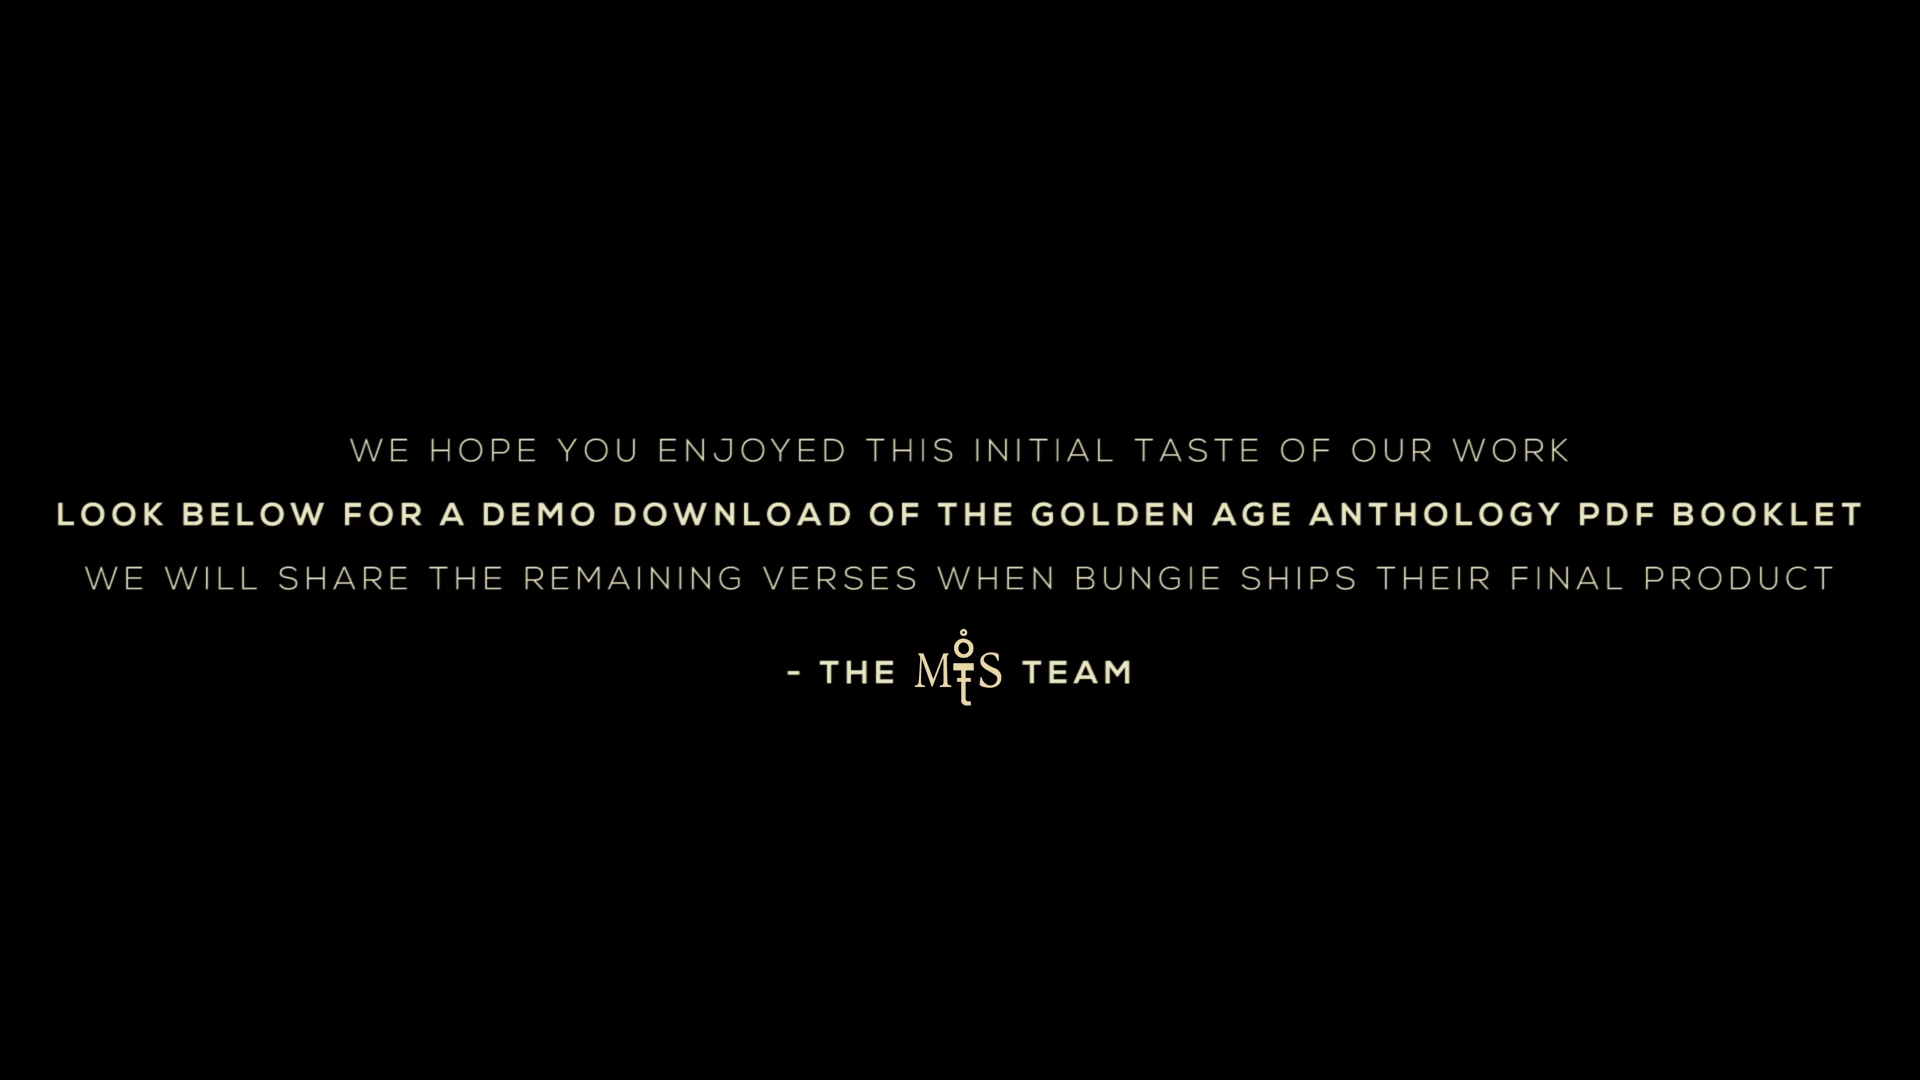 WE HOPE YOU ENJOYED THIS INITIAL TASTE OF OUR WORK
LOOK BELOW FOR A DEMO DOWNLOAD OF THE GOLDEN AGE ANTHOLOGY PDF BOOKLET
WE WILL SHARE THE REMAINING VERSES WHEN BUNGIE SHIPS THEIR FINAL PRODUCT
- THE MotS TEAM